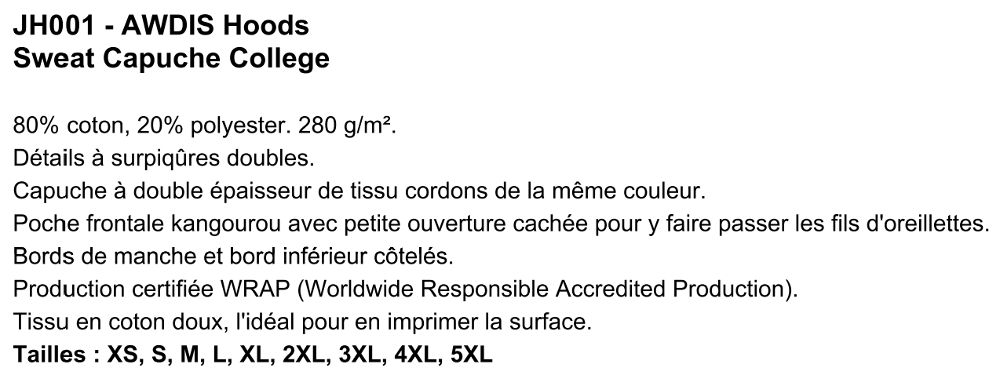 JH001 - AWDIS Hoods
Sweat Capuche College
80% coton, 20% polyester. 280 g/m².
Détails à surpiqûres doubles.
Capuche à double épaisseur de tissu cordons de la même couleur.
Poche frontale kangourou avec petite ouverture cachée pour y faire passer les fils d'oreillettes.
Bords de manche et bord inférieur côtelés.
Production certifiée WRAP (Worldwide Responsible Accredited Production).
Tissu en coton doux, l'idéal pour en imprimer la surface.
Tailles : XS, S, M, L, XL, 2XL, 3XL, 4XL, 5XL